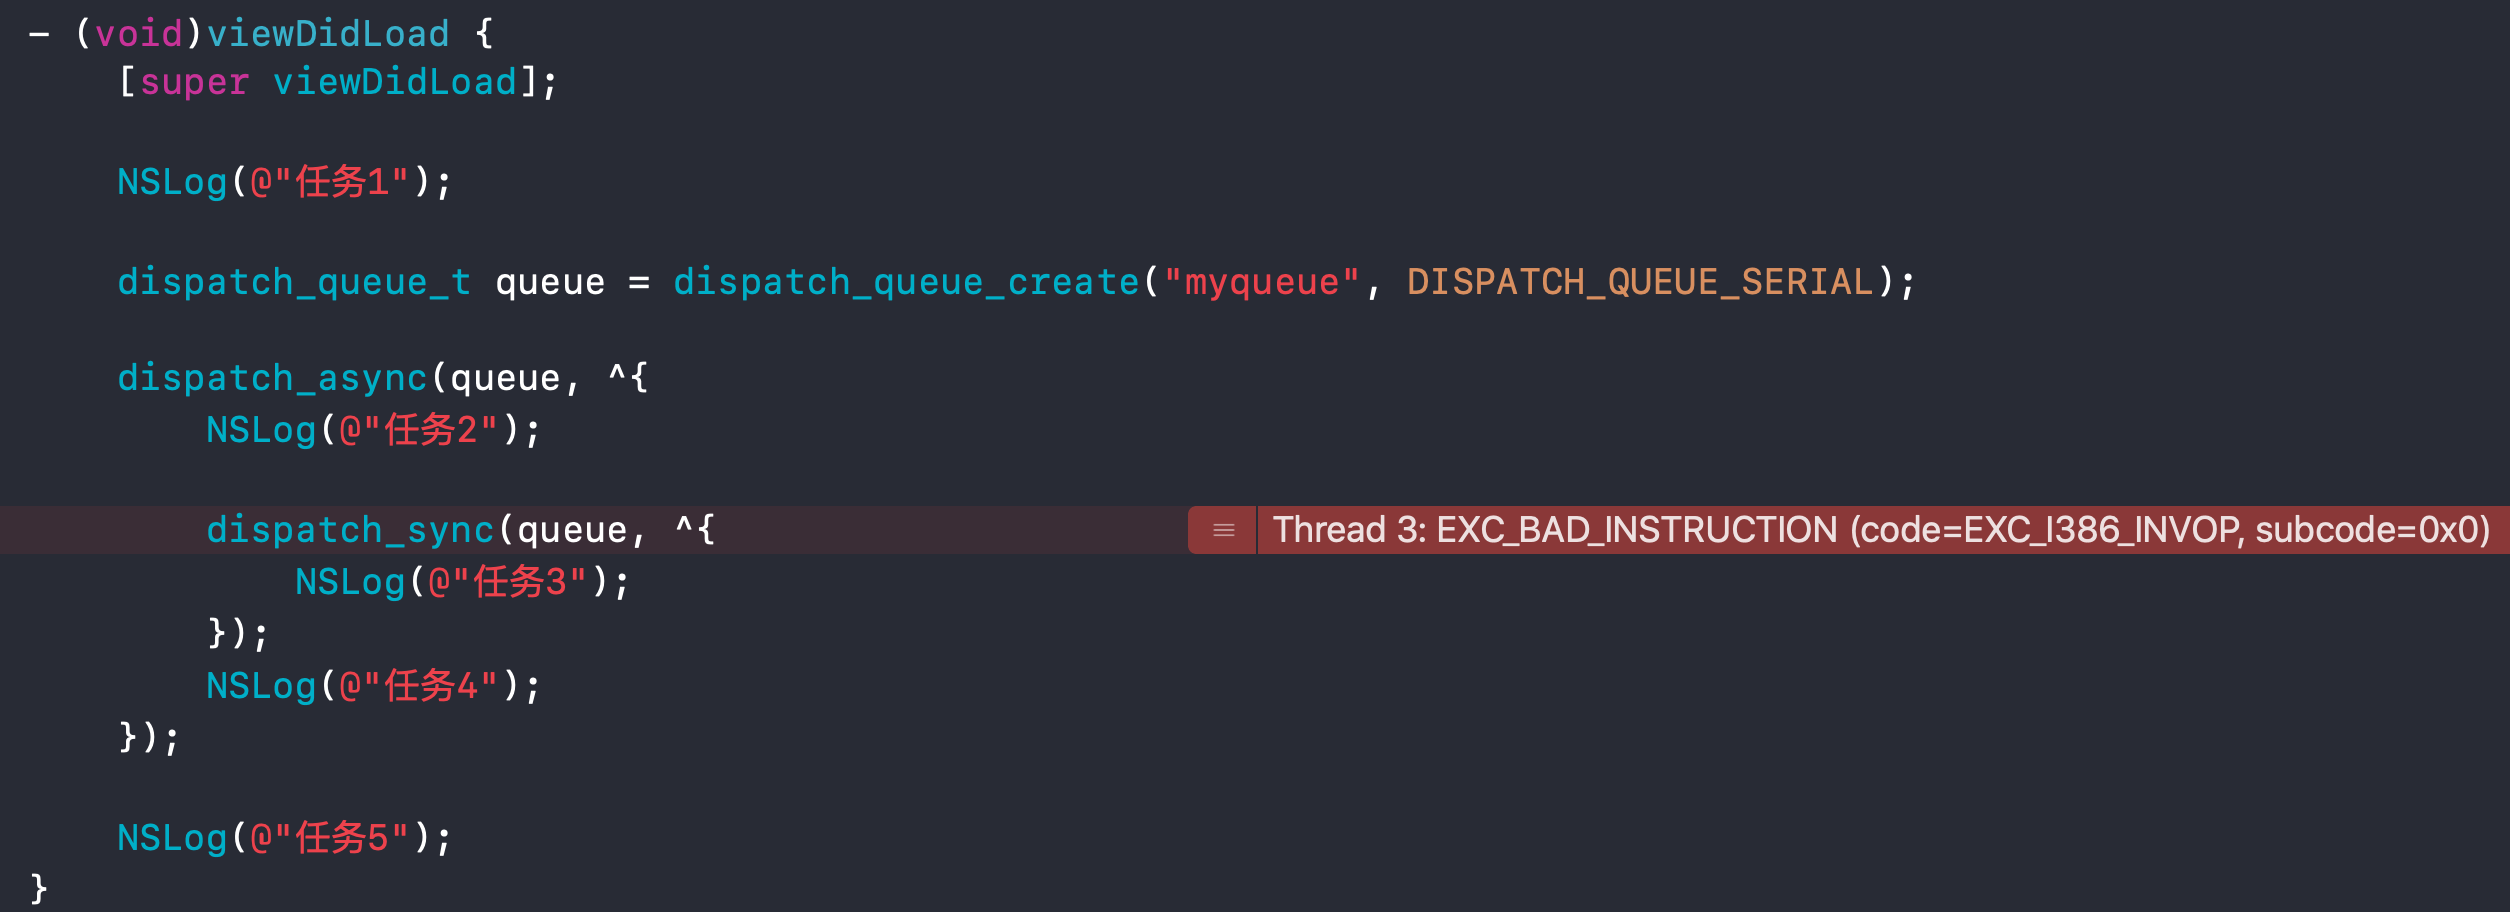 - (void)viewDidLoad {
    [super viewDidLoad];

    NSLog(@"任务1");

    dispatch_queue_t queue = dispatch_queue_create("myqueue", DISPATCH_QUEUE_SERIAL);

    dispatch_async(queue, ^{
        NSLog(@"任务2");

        dispatch_sync(queue, ^{ Thread 3: EXC_BAD_INSTRUCTION (code=EXC_I386_INVOP, subcode=0x0)
            NSLog(@"任务3");
        });
        NSLog(@"任务4");
    });

    NSLog(@"任务5");
}